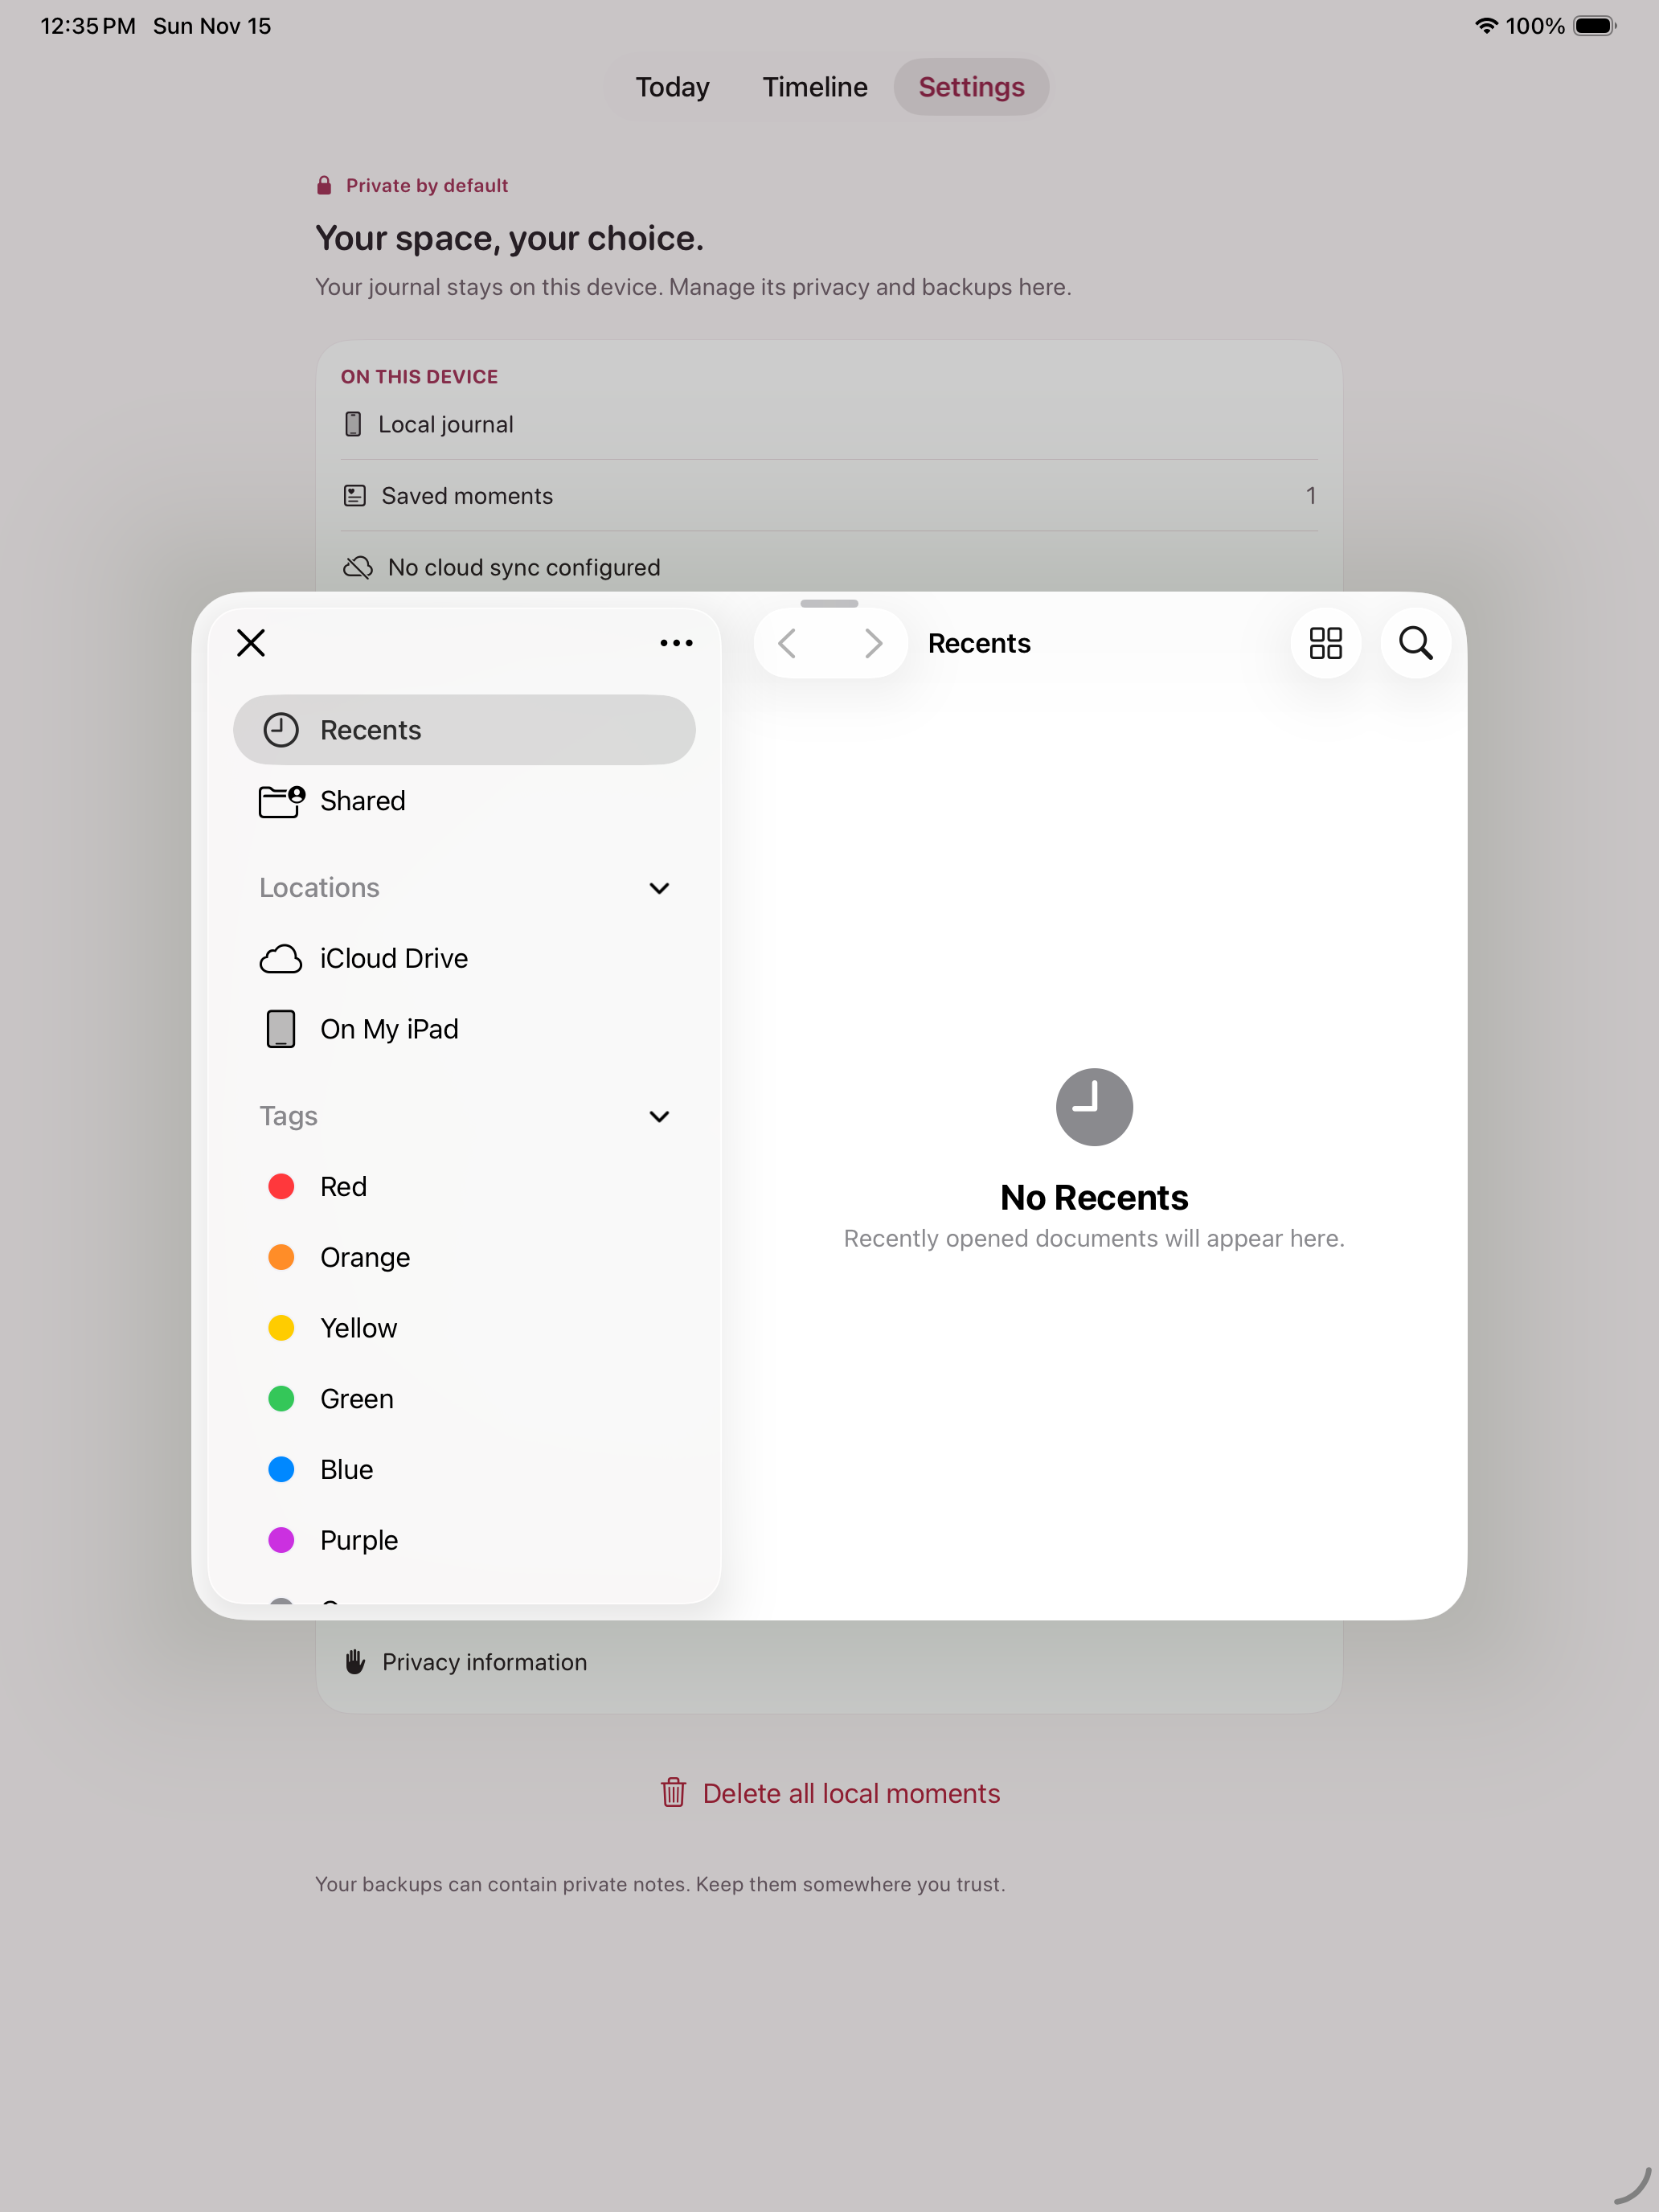 12:35 PM Sun Nov 15
100%
Today
Timeline
Settings
Private by default
Your space, your choice.
Your journal stays on this device. Manage its privacy and backups here.
ON THIS DEVICE
Local journal
Saved moments 1
No cloud sync configured
Recents
Shared
Locations
iCloud Drive
On My iPad
Tags
Red
Orange
Yellow
Green
Blue
Purple
Recents
No Recents
Recently opened documents will appear here.
Privacy information
Delete all local moments
Your backups can contain private notes. Keep them somewhere you trust.